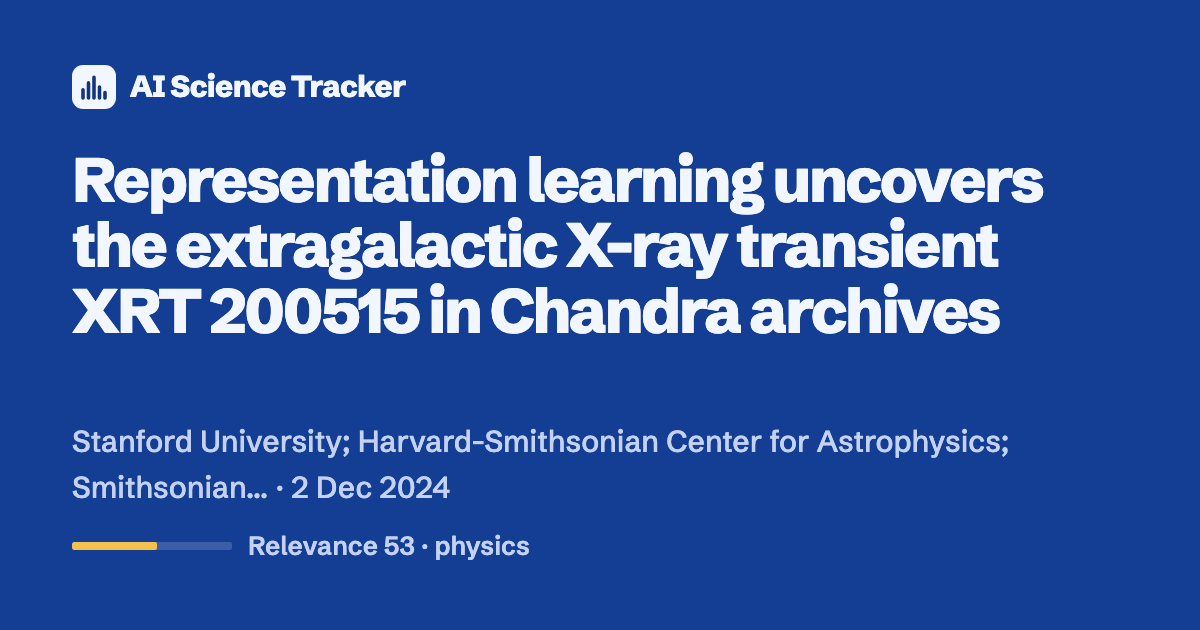 AI Science Tracker
Representation learning uncovers
the extragalactic X-ray transient
XRT 200515 in Chandra archives
Stanford University; Harvard-Smithsonian Center for Astrophysics;
Smithsonian... · 2 Dec 2024
Relevance 53 · physics